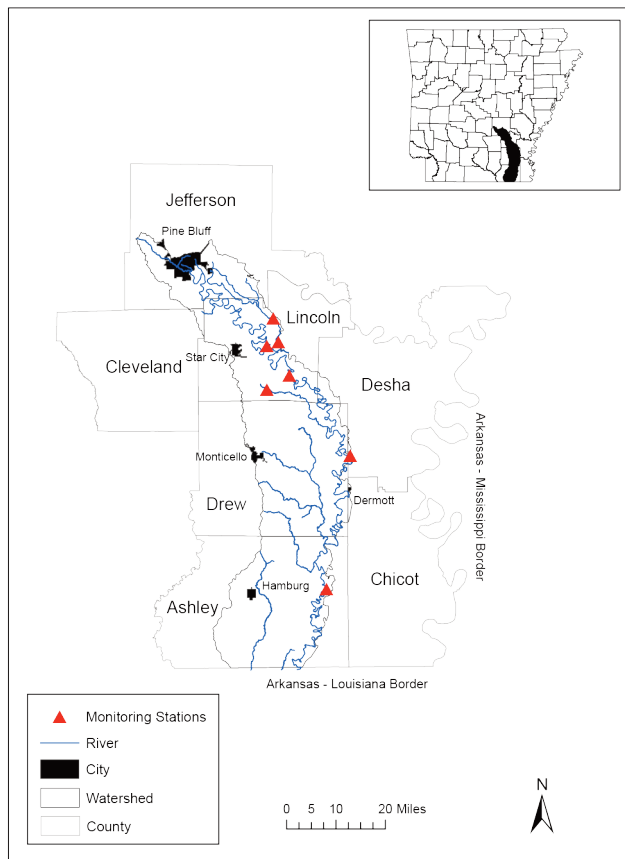 Jefferson
Pine Bluff
Lincoln
Star City
Cleveland
Desha
Arkansas - Mississippi Border
Monticello
Dermott
Drew
Chicot
Hamburg
Ashley
Arkansas - Louisiana Border
Monitoring Stations
River
City
Watershed
County
0 5 10 20 Miles
N